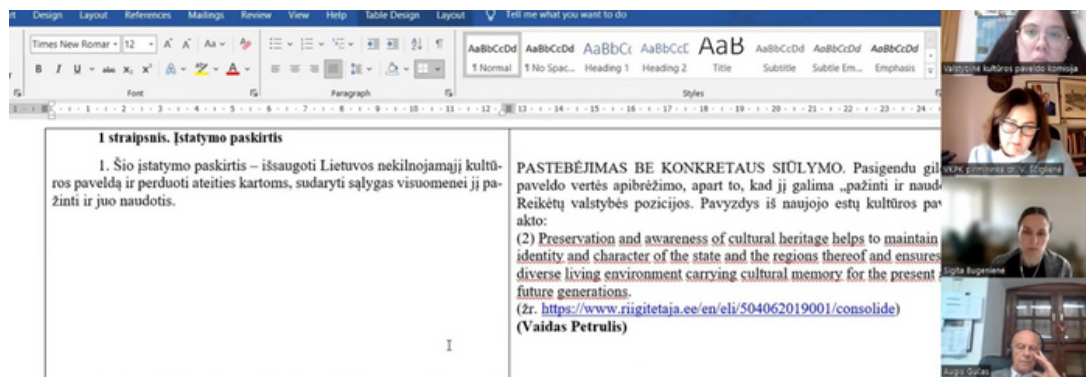 Design Layout References Mailings Review View Help Table Design Layout Tell me what you want to do
Times New Roman 12 A A Aa
B I U abc x₂ x² A A
Font Paragraph Styles
AaBbCcDd AaBbCcDd AaBbCc AaBbCcD AaB AaBbCcDd AaBbCcDd AaBbCcDd
¶ Normal ¶ No Spac... Heading 1 Heading 2 Title Subtitle Subtle Em... Emphasis
1 straipsnis. Įstatymo paskirtis
1. Šio įstatymo paskirtis – išsaugoti Lietuvos nekilnojamąjį kultū-
ros paveldą ir perduoti ateities kartoms, sudaryti sąlygas visuomenei jį pa-
žinti ir juo naudotis.
PASTEBĖJIMAS BE KONKRETAUS SIŪLYMO. Pasigendu gil
paveldo vertės apibrėžimo, apart to, kad jį galima „pažinti ir naud
Reikėtų valstybės pozicijos. Pavyzdys iš naujojo estų kultūros pav
akto:
(2) Preservation and awareness of cultural heritage helps to maintain
identity and character of the state and the regions thereof and ensures
diverse living environment carrying cultural memory for the present
future generations.
(žr. https://www.riigiteataja.ee/en/eli/504062019001/consolide)
(Vaidas Petrulis)
Valstybinė kultūros paveldo komisija
VKPK pirmininkė dr. V. Ščiglienė
Sigita Bugenienė
Augis Gučas